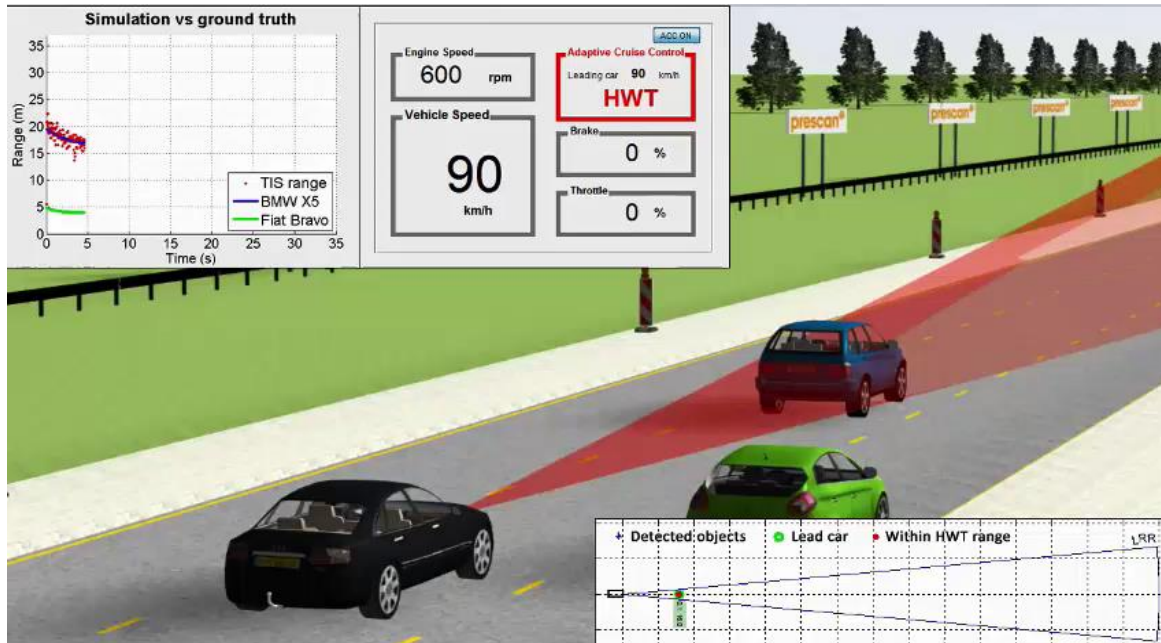 Simulation vs ground truth
35
30
25
20
15
10
5
0
Range (m)
0 5 10 15 20 25 30 35
Time (s)
TIS range
BMW X5
Fiat Bravo
ACC ON
Engine Speed
600 rpm
Vehicle Speed
90
km/h
Adaptive Cruise Control
Leading car 90 km/h
HWT
Brake
0 %
Throttle
0 %
prescan
prescan
prescan
prescan
Detected objects Lead car Within HWT range
LRR